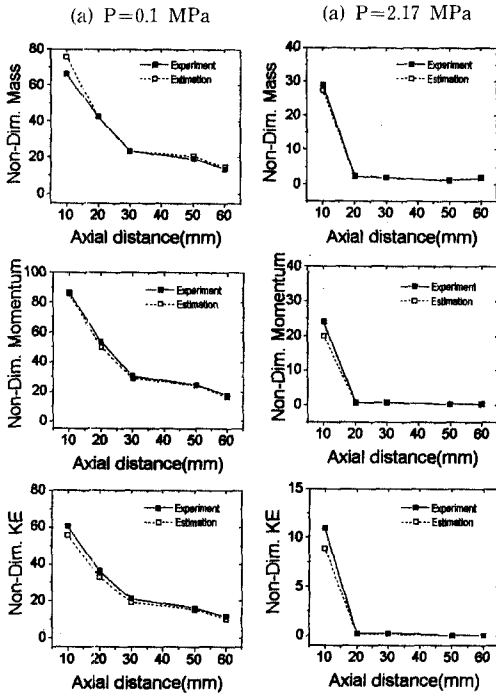 (a) P=0.1 MPa
(a) P=2.17 MPa
Non-Dim. Mass
80
60
40
20
0
Experiment
Estimation
10 20 30 40 50 60
Axial distance(mm)
Non-Dim. Mass
40
30
20
10
0
Experiment
Estimation
10 20 30 40 50 60
Axial distance(mm)
Non-Dim. Momentum
100
80
60
40
20
0
Experiment
Estimation
10 20 30 40 50 60
Axial distance(mm)
Non-Dim. Momentum
40
30
20
10
0
Experiment
Estimation
10 20 30 40 50 60
Axial distance(mm)
Non-Dim. KE
80
60
40
20
0
Experiment
Estimation
10 20 30 40 50 60
Axial distance(mm)
Non-Dim. KE
15
10
5
0
Experiment
Estimation
10 20 30 40 50 60
Axial distance(mm)